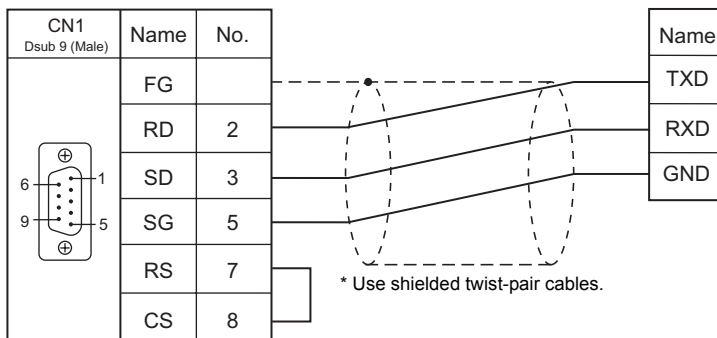 CN1
Dsub 9 (Male)
Name No.
Name
FG
TXD
RD 2
RXD
SD 3
GND
6 1
9 5
SG 5
RS 7
* Use shielded twist-pair cables.
CS 8